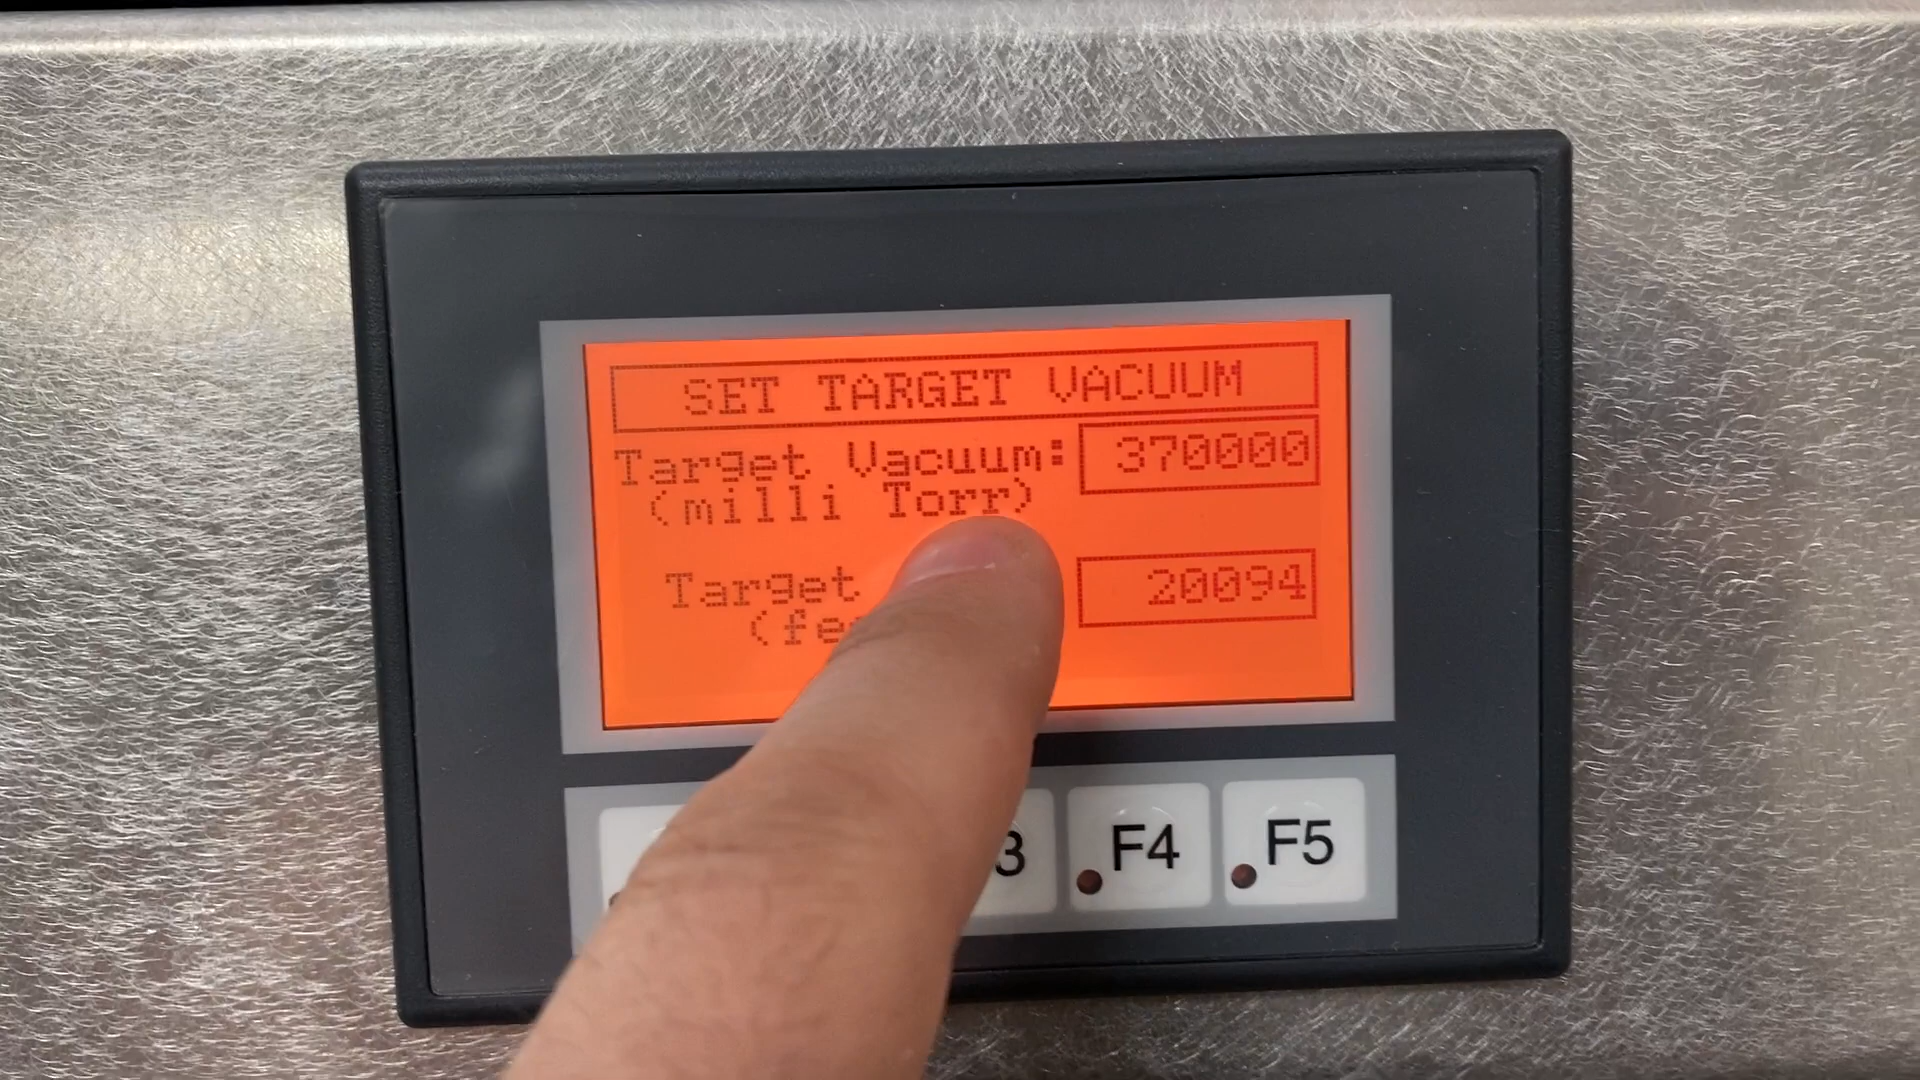 SET TARGET VACUUM
Target Vacuum: 370000
(milli Torr)
Target 20094
F4 F5